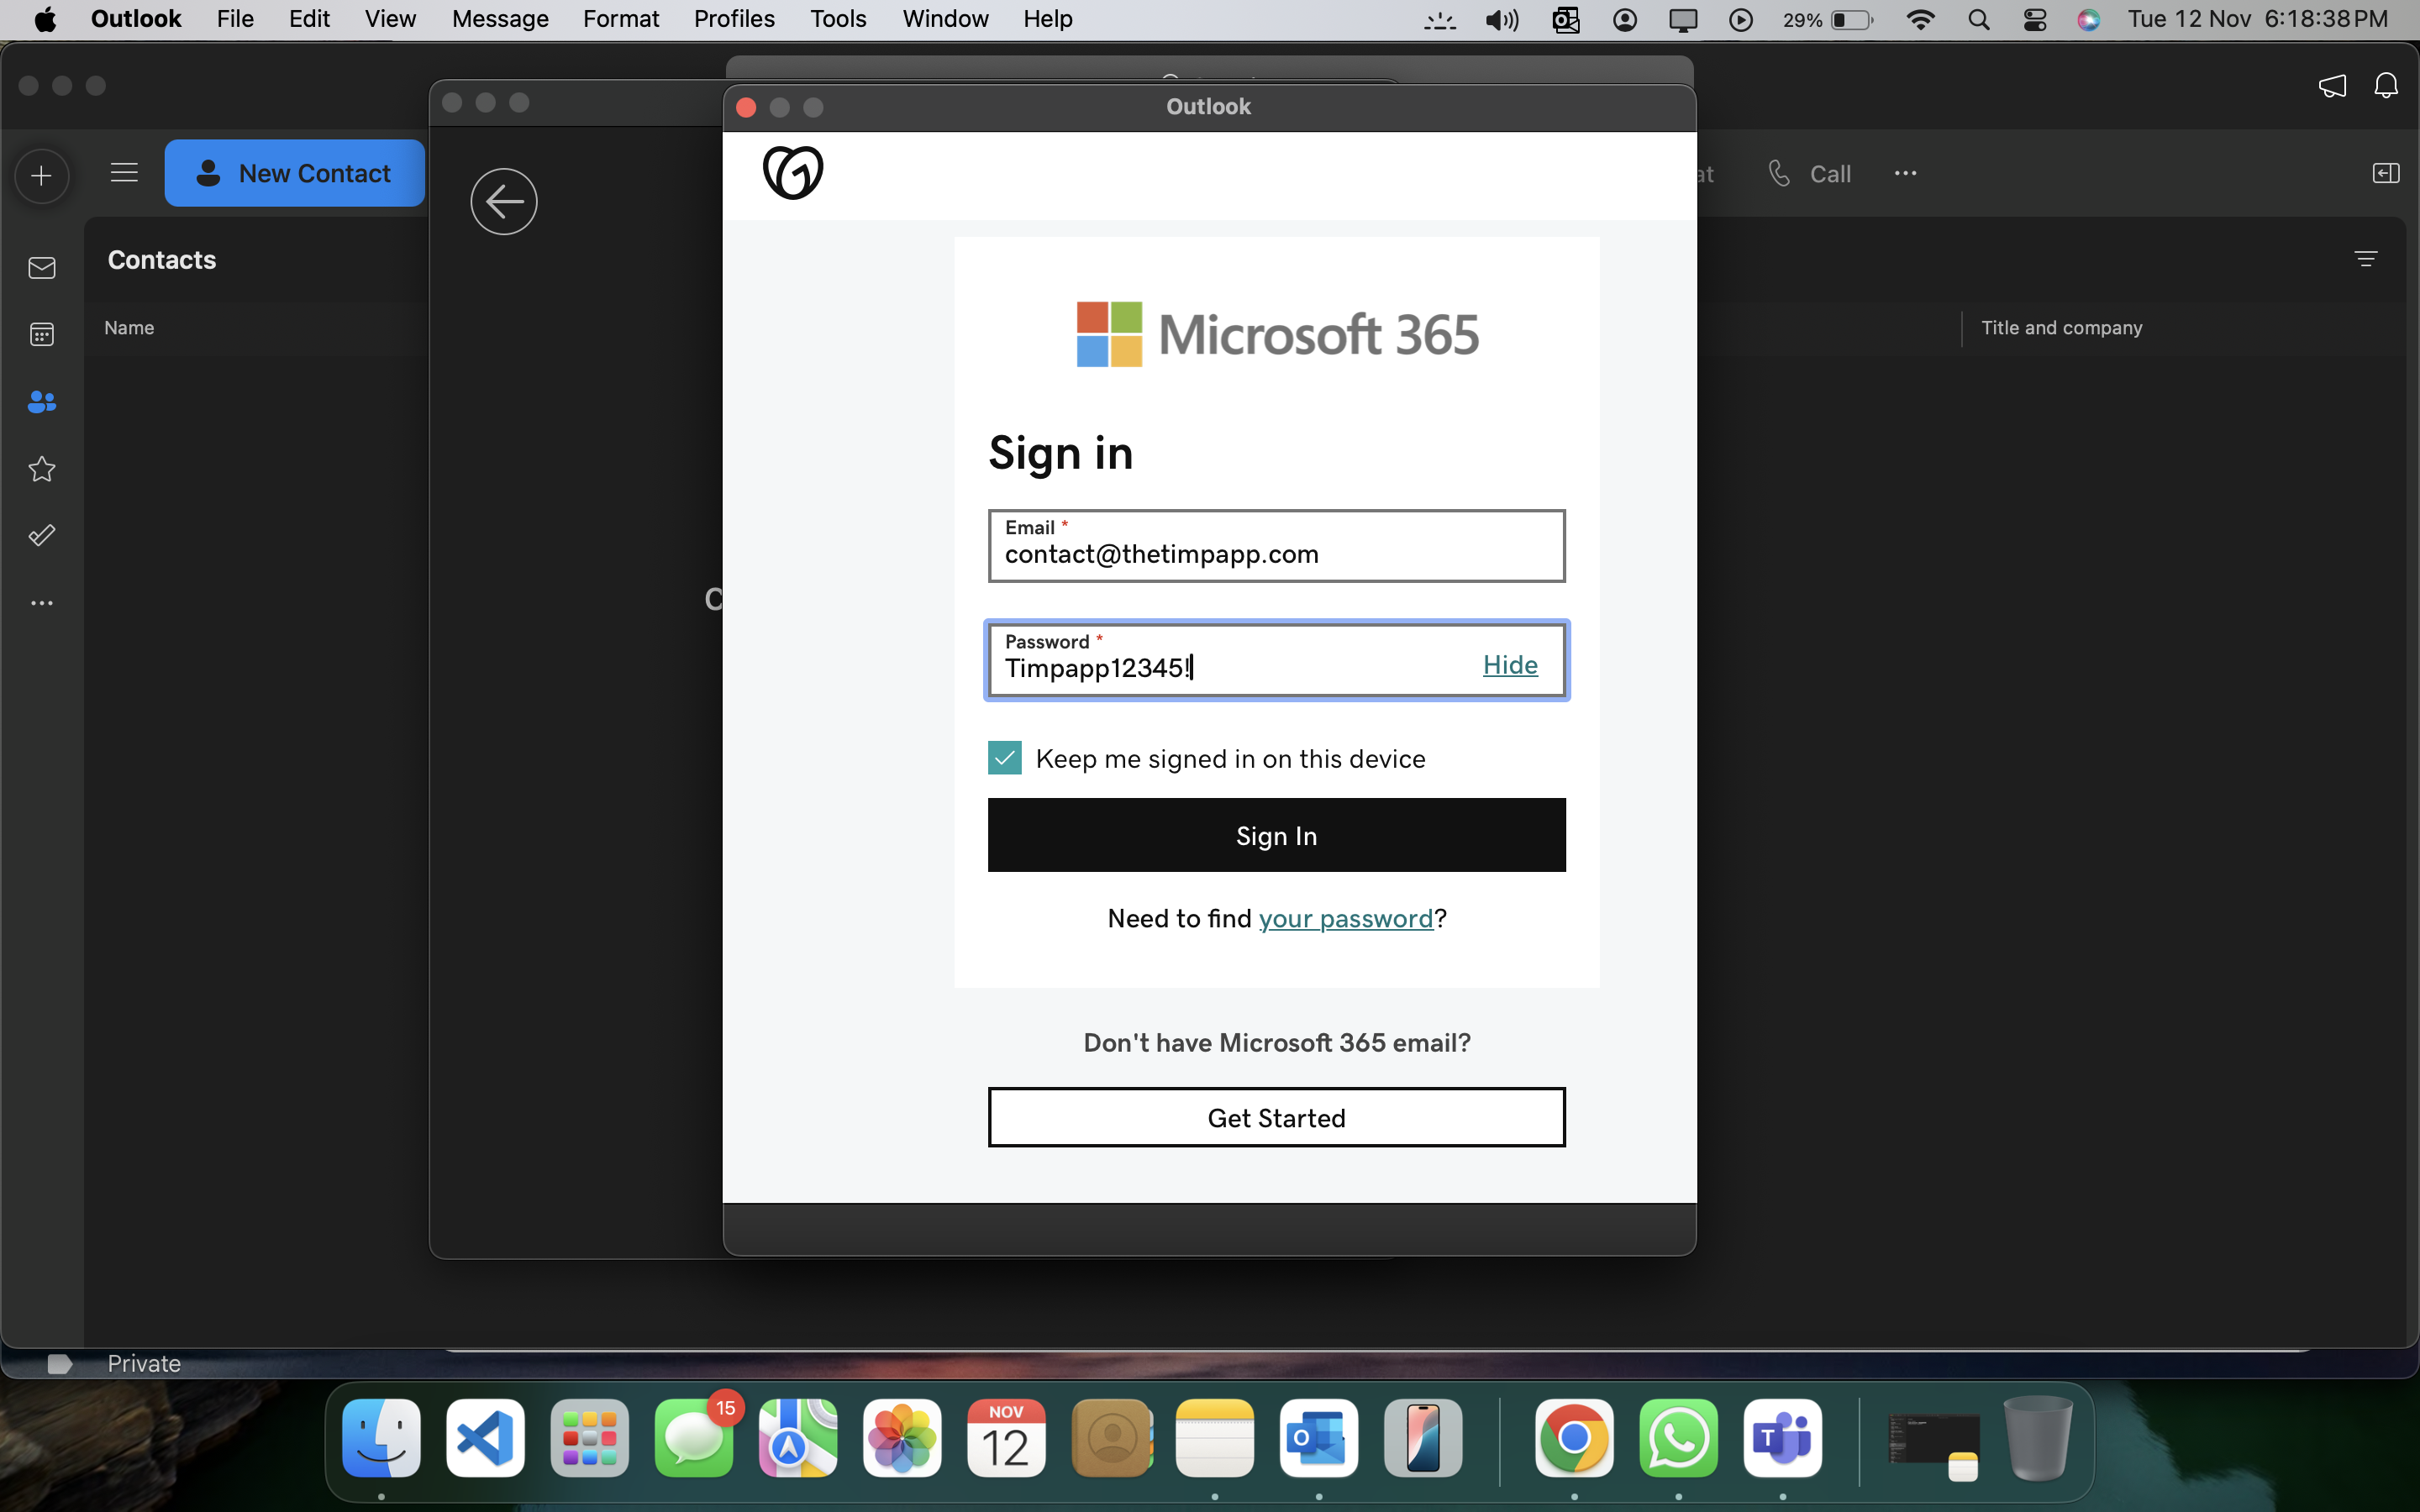 Outlook File Edit View Message Format Profiles Tools Window Help 29% Tue 12 Nov 6:18:38 PM
Outlook
New Contact
Call
Contacts
Name
Title and company
Microsoft 365
Sign in
Email *
contact@thetimpapp.com
Password *
Timpapp12345!
Hide
Keep me signed in on this device
Sign In
Need to find your password?
Don't have Microsoft 365 email?
Get Started
Private
15
NOV
12